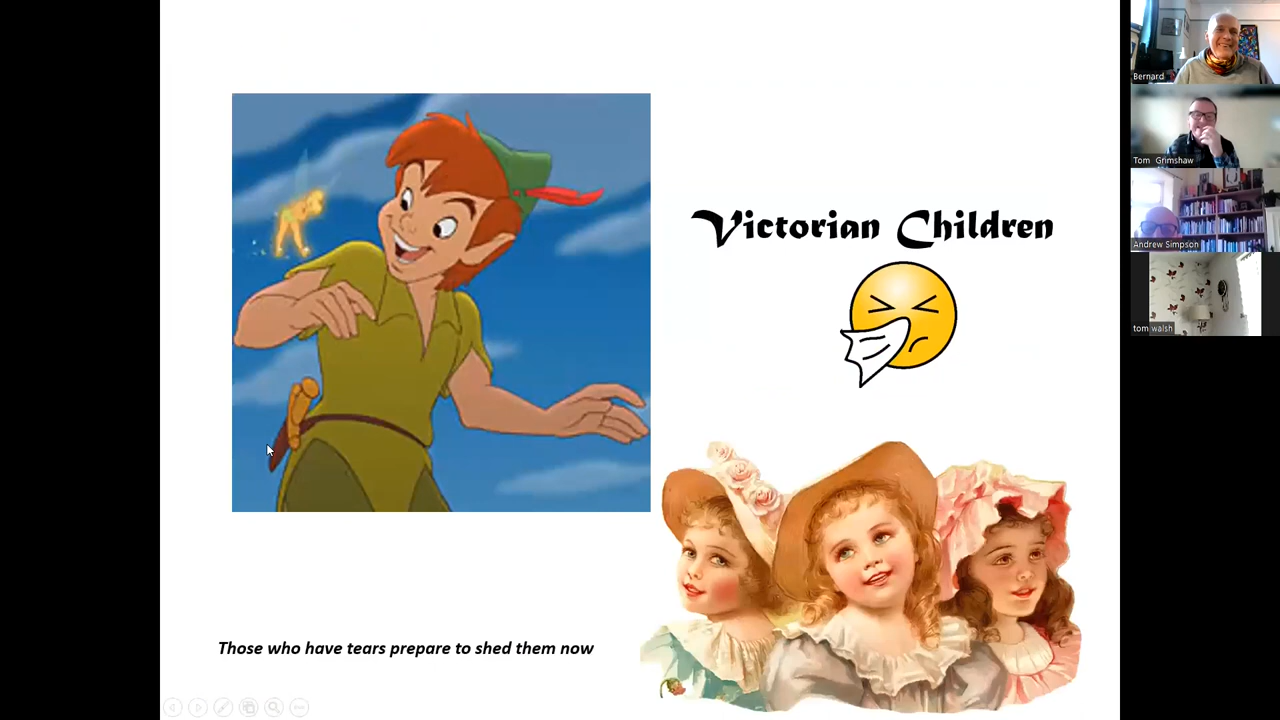 Victorian Children
Those who have tears prepare to shed them now
Bernard
Tom Grimshaw
Andrew Simpson
tom walsh